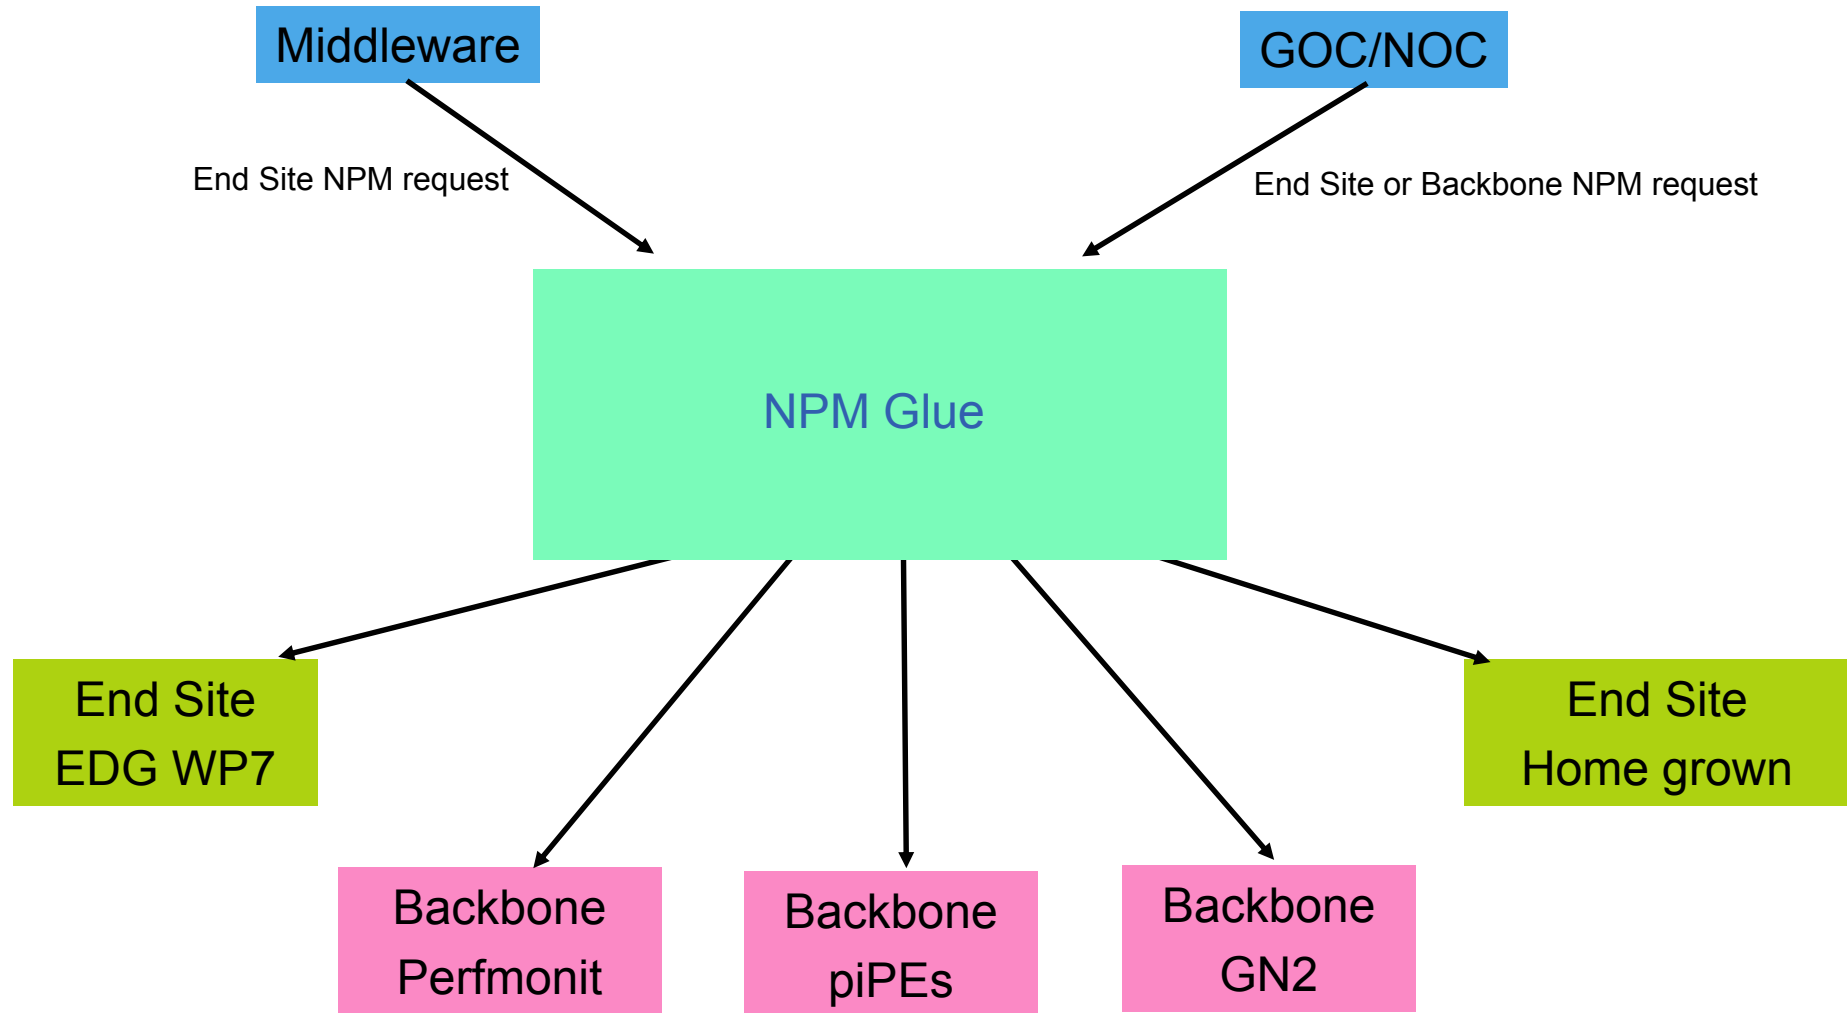 Middleware
GOC/NOC
End Site NPM request
End Site or Backbone NPM request
NPM Glue
End Site
EDG WP7
End Site
Home grown
Backbone
Perfmonit
Backbone
piPEs
Backbone
GN2